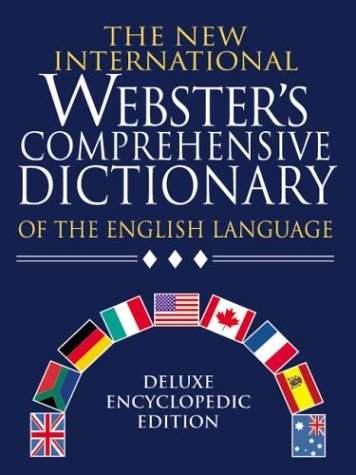 THE NEW
INTERNATIONAL
WEBSTER'S
COMPREHENSIVE
DICTIONARY
OF THE ENGLISH LANGUAGE
DELUXE
ENCYCLOPEDIC
EDITION